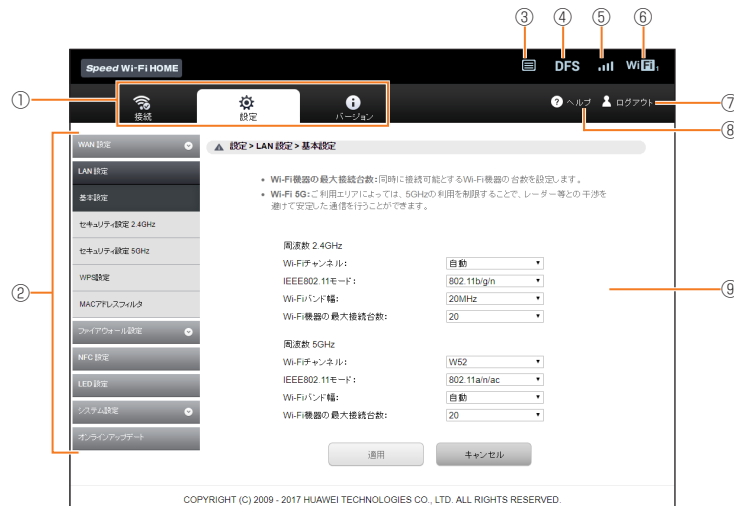 ③ ④ ⑤ ⑥
Speed Wi-Fi HOME
DFS
Wi Fi 1
①
接続
設定
バージョン
ヘルプ
ログアウト
⑦
⑧
②
WAN 設定
LAN 設定
基本設定
セキュリティ設定 2.4GHz
セキュリティ設定 5GHz
WPS設定
MACアドレスフィルタ
ファイアウォール設定
NFC 設定
LED 設定
システム設定
オンラインアップデート
設定 > LAN 設定 > 基本設定
• Wi-Fi機器の最大接続台数:同時に接続可能とするWi-Fi機器の台数を設定します。
• Wi-Fi 5G:ご利用エリアによっては、5GHzの利用を制限することで、レーダー等との干渉を
避けて安定した通信を行うことができます。
周波数 2.4GHz
Wi-Fiチャンネル: 自動
IEEE802.11モード: 802.11b/g/n
Wi-Fiバンド幅: 20MHz
Wi-Fi機器の最大接続台数: 20
⑨
周波数 5GHz
Wi-Fiチャンネル: W52
IEEE802.11モード: 802.11a/n/ac
Wi-Fiバンド幅: 自動
Wi-Fi機器の最大接続台数: 20
適用
キャンセル
COPYRIGHT (C) 2009 - 2017 HUAWEI TECHNOLOGIES CO., LTD. ALL RIGHTS RESERVED.